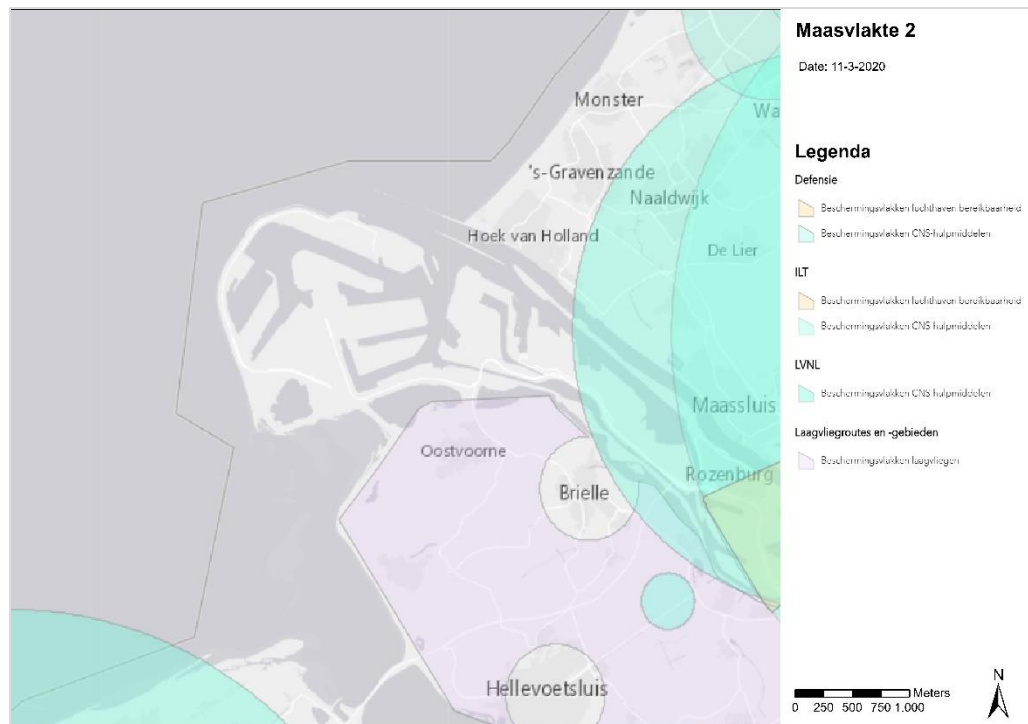 Maasvlakte 2
Date: 11-3-2020
Monster
Wa
's-Gravenzande
Naaldwijk
Hoek van Holland
De Lier
Maassluis
Oostvoorne
Rozenburg
Brielle
Hellevoetsluis
Legenda
Defensie
Beschermingsvlakken luchthaven bereikbaarheid
Beschermingsvlakken CNS-hulpmiddelen
ILT
Beschermingsvlakken luchthaven bereikbaarheid
Beschermingsvlakken CNS hulpmiddelen
LVNL
Beschermingsvlakken CNS hulpmiddelen
Laagvliegroutes en -gebieden
Beschermingsvlakken laagvliegen
N
Meters
0 250 500 750 1.000